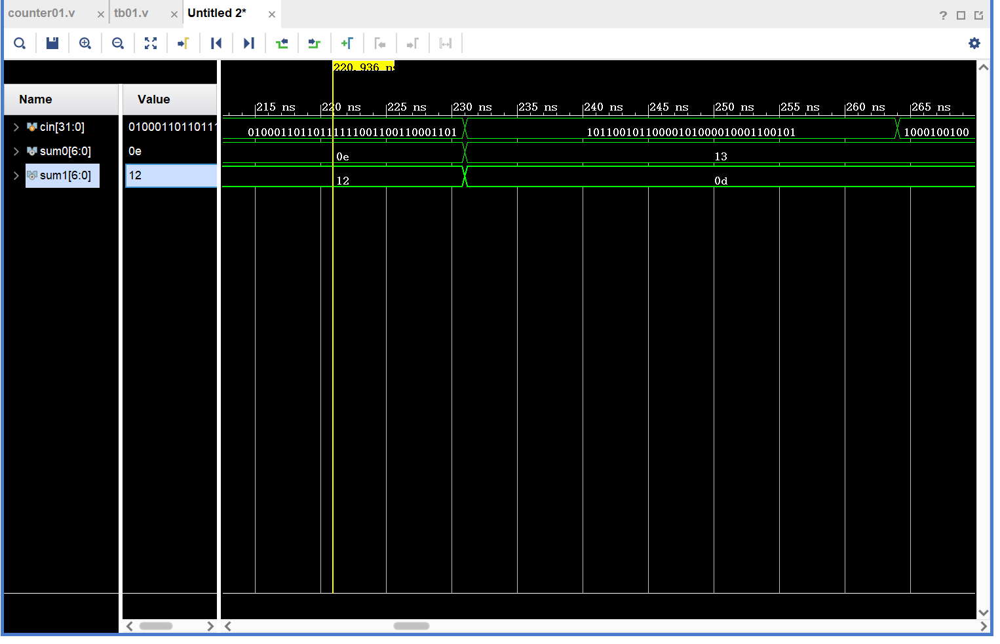 counter01.v × tb01.v × Untitled 2* ×
220.936 ns
Name Value
215 ns 220 ns 225 ns 230 ns 235 ns 240 ns 245 ns 250 ns 255 ns 260 ns 265 ns
cin[31:0] 01000110110111 01000110110111111001100110001101 10110010110000101000010001100101 1000100100
sum0[6:0] 0e 0e 13
sum1[6:0] 12 12 0d